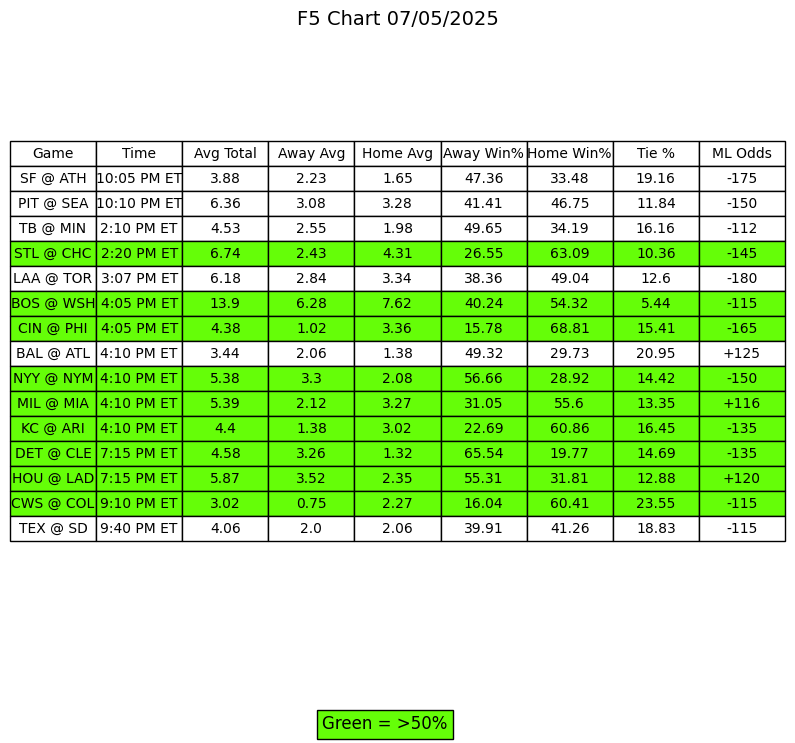 F5 Chart 07/05/2025
Game Time Avg Total Away Avg Home Avg Away Win% Home Win% Tie % ML Odds
SF @ ATH 10:05 PM ET 3.88 2.23 1.65 47.36 33.48 19.16 -175
PIT @ SEA 10:10 PM ET 6.36 3.08 3.28 41.41 46.75 11.84 -150
TB @ MIN 2:10 PM ET 4.53 2.55 1.98 49.65 34.19 16.16 -112
STL @ CHC 2:20 PM ET 6.74 2.43 4.31 26.55 63.09 10.36 -145
LAA @ TOR 3:07 PM ET 6.18 2.84 3.34 38.36 49.04 12.6 -180
BOS @ WSH 4:05 PM ET 13.9 6.28 7.62 40.24 54.32 5.44 -115
CIN @ PHI 4:05 PM ET 4.38 1.02 3.36 15.78 68.81 15.41 -165
BAL @ ATL 4:10 PM ET 3.44 2.06 1.38 49.32 29.73 20.95 +125
NYY @ NYM 4:10 PM ET 5.38 3.3 2.08 56.66 28.92 14.42 -150
MIL @ MIA 4:10 PM ET 5.39 2.12 3.27 31.05 55.6 13.35 +116
KC @ ARI 4:10 PM ET 4.4 1.38 3.02 22.69 60.86 16.45 -135
DET @ CLE 7:15 PM ET 4.58 3.26 1.32 65.54 19.77 14.69 -135
HOU @ LAD 7:15 PM ET 5.87 3.52 2.35 55.31 31.81 12.88 +120
CWS @ COL 9:10 PM ET 3.02 0.75 2.27 16.04 60.41 23.55 -115
TEX @ SD 9:40 PM ET 4.06 2.0 2.06 39.91 41.26 18.83 -115
Green = >50%